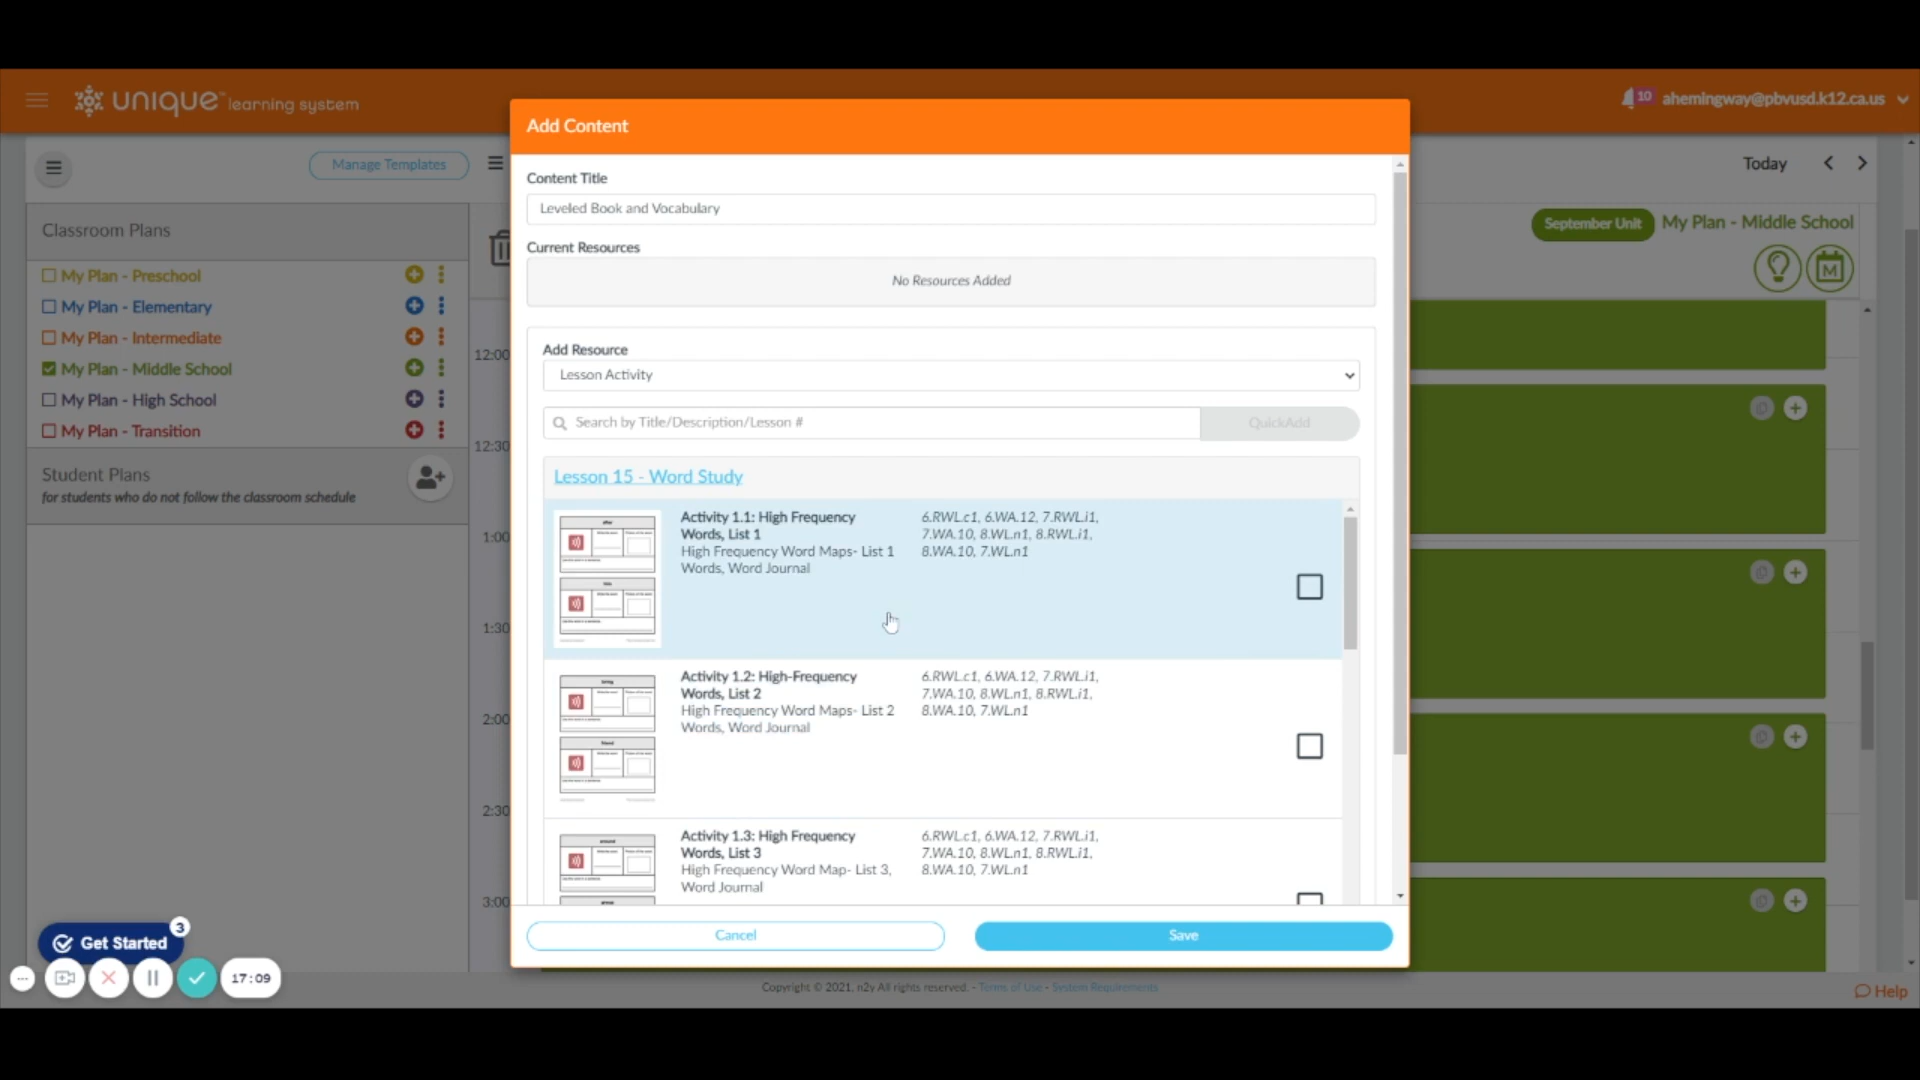 unique™ learning system
10 ahemingway@pbvusd.k12.ca.us
Manage Templates
Today
Classroom Plans
My Plan - Preschool
My Plan - Elementary
My Plan - Intermediate
My Plan - Middle School
My Plan - High School
My Plan - Transition
Student Plans
for students who do not follow the classroom schedule
12:00
12:30
1:00
1:30
2:00
2:30
3:00
September Unit My Plan - Middle School
M
Add Content
Content Title
Leveled Book and Vocabulary
Current Resources
No Resources Added
Add Resource
Lesson Activity
Search by Title/Description/Lesson #
QuickAdd
Lesson 15 - Word Study
Activity 1.1: High Frequency
Words, List 1
High Frequency Word Maps- List 1
Words, Word Journal
6.RWL.c1, 6.WA.12, 7.RWL.i1,
7.WA.10, 8.WL.n1, 8.RWL.i1,
8.WA.10, 7.WL.n1
Activity 1.2: High-Frequency
Words, List 2
High Frequency Word Maps- List 2
Words, Word Journal
6.RWL.c1, 6.WA.12, 7.RWL.i1,
7.WA.10, 8.WL.n1, 8.RWL.i1,
8.WA.10, 7.WL.n1
Activity 1.3: High Frequency
Words, List 3
High Frequency Word Map- List 3,
Word Journal
6.RWL.c1, 6.WA.12, 7.RWL.i1,
7.WA.10, 8.WL.n1, 8.RWL.i1,
8.WA.10, 7.WL.n1
Cancel
Save
Get Started
3
17:09
Copyright © 2021, n2y All rights reserved. - Terms of Use - System Requirements
Help